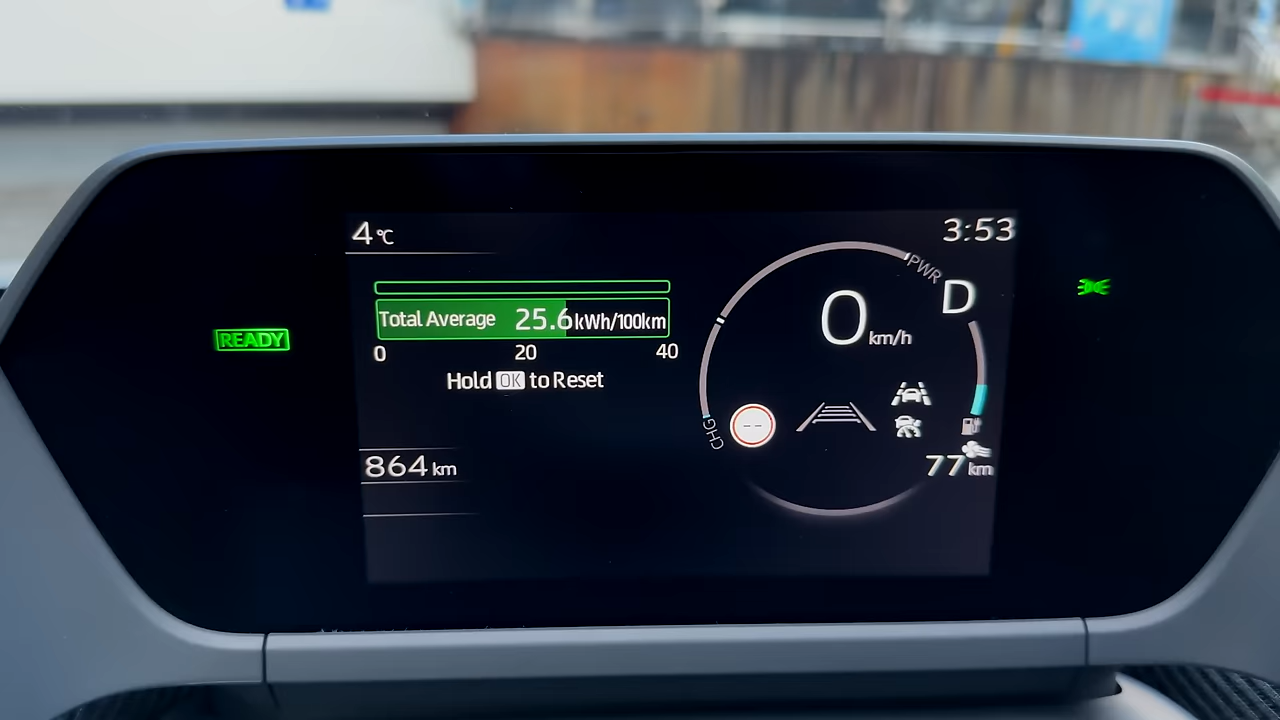 4°C
3:53
PWR
D
0 km/h
READY
Total Average 25.6 kWh/100km
0 20 40
Hold OK to Reset
CHG
--
864 km
77 km